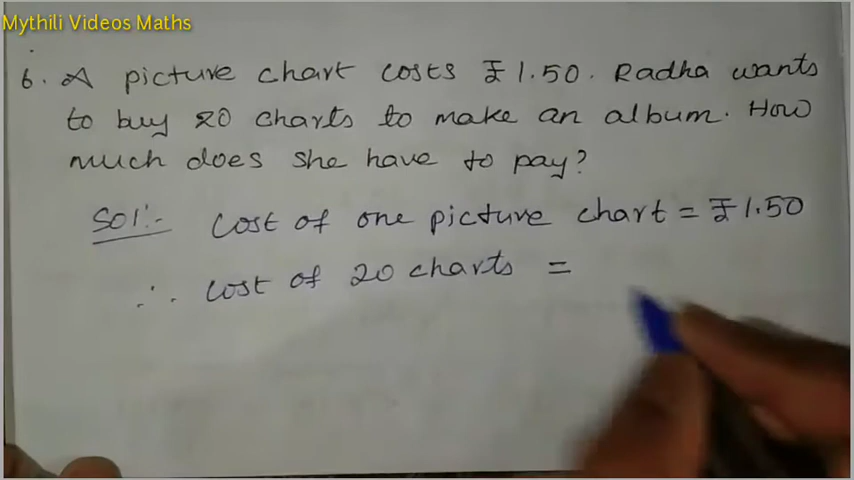 Mythili Videos Maths
6. A picture chart costs ₹1.50. Radha wants
to buy 20 charts to make an album. How
much does she have to pay?
Sol:- Cost of one picture chart = ₹1.50
∴ Cost of 20 charts =